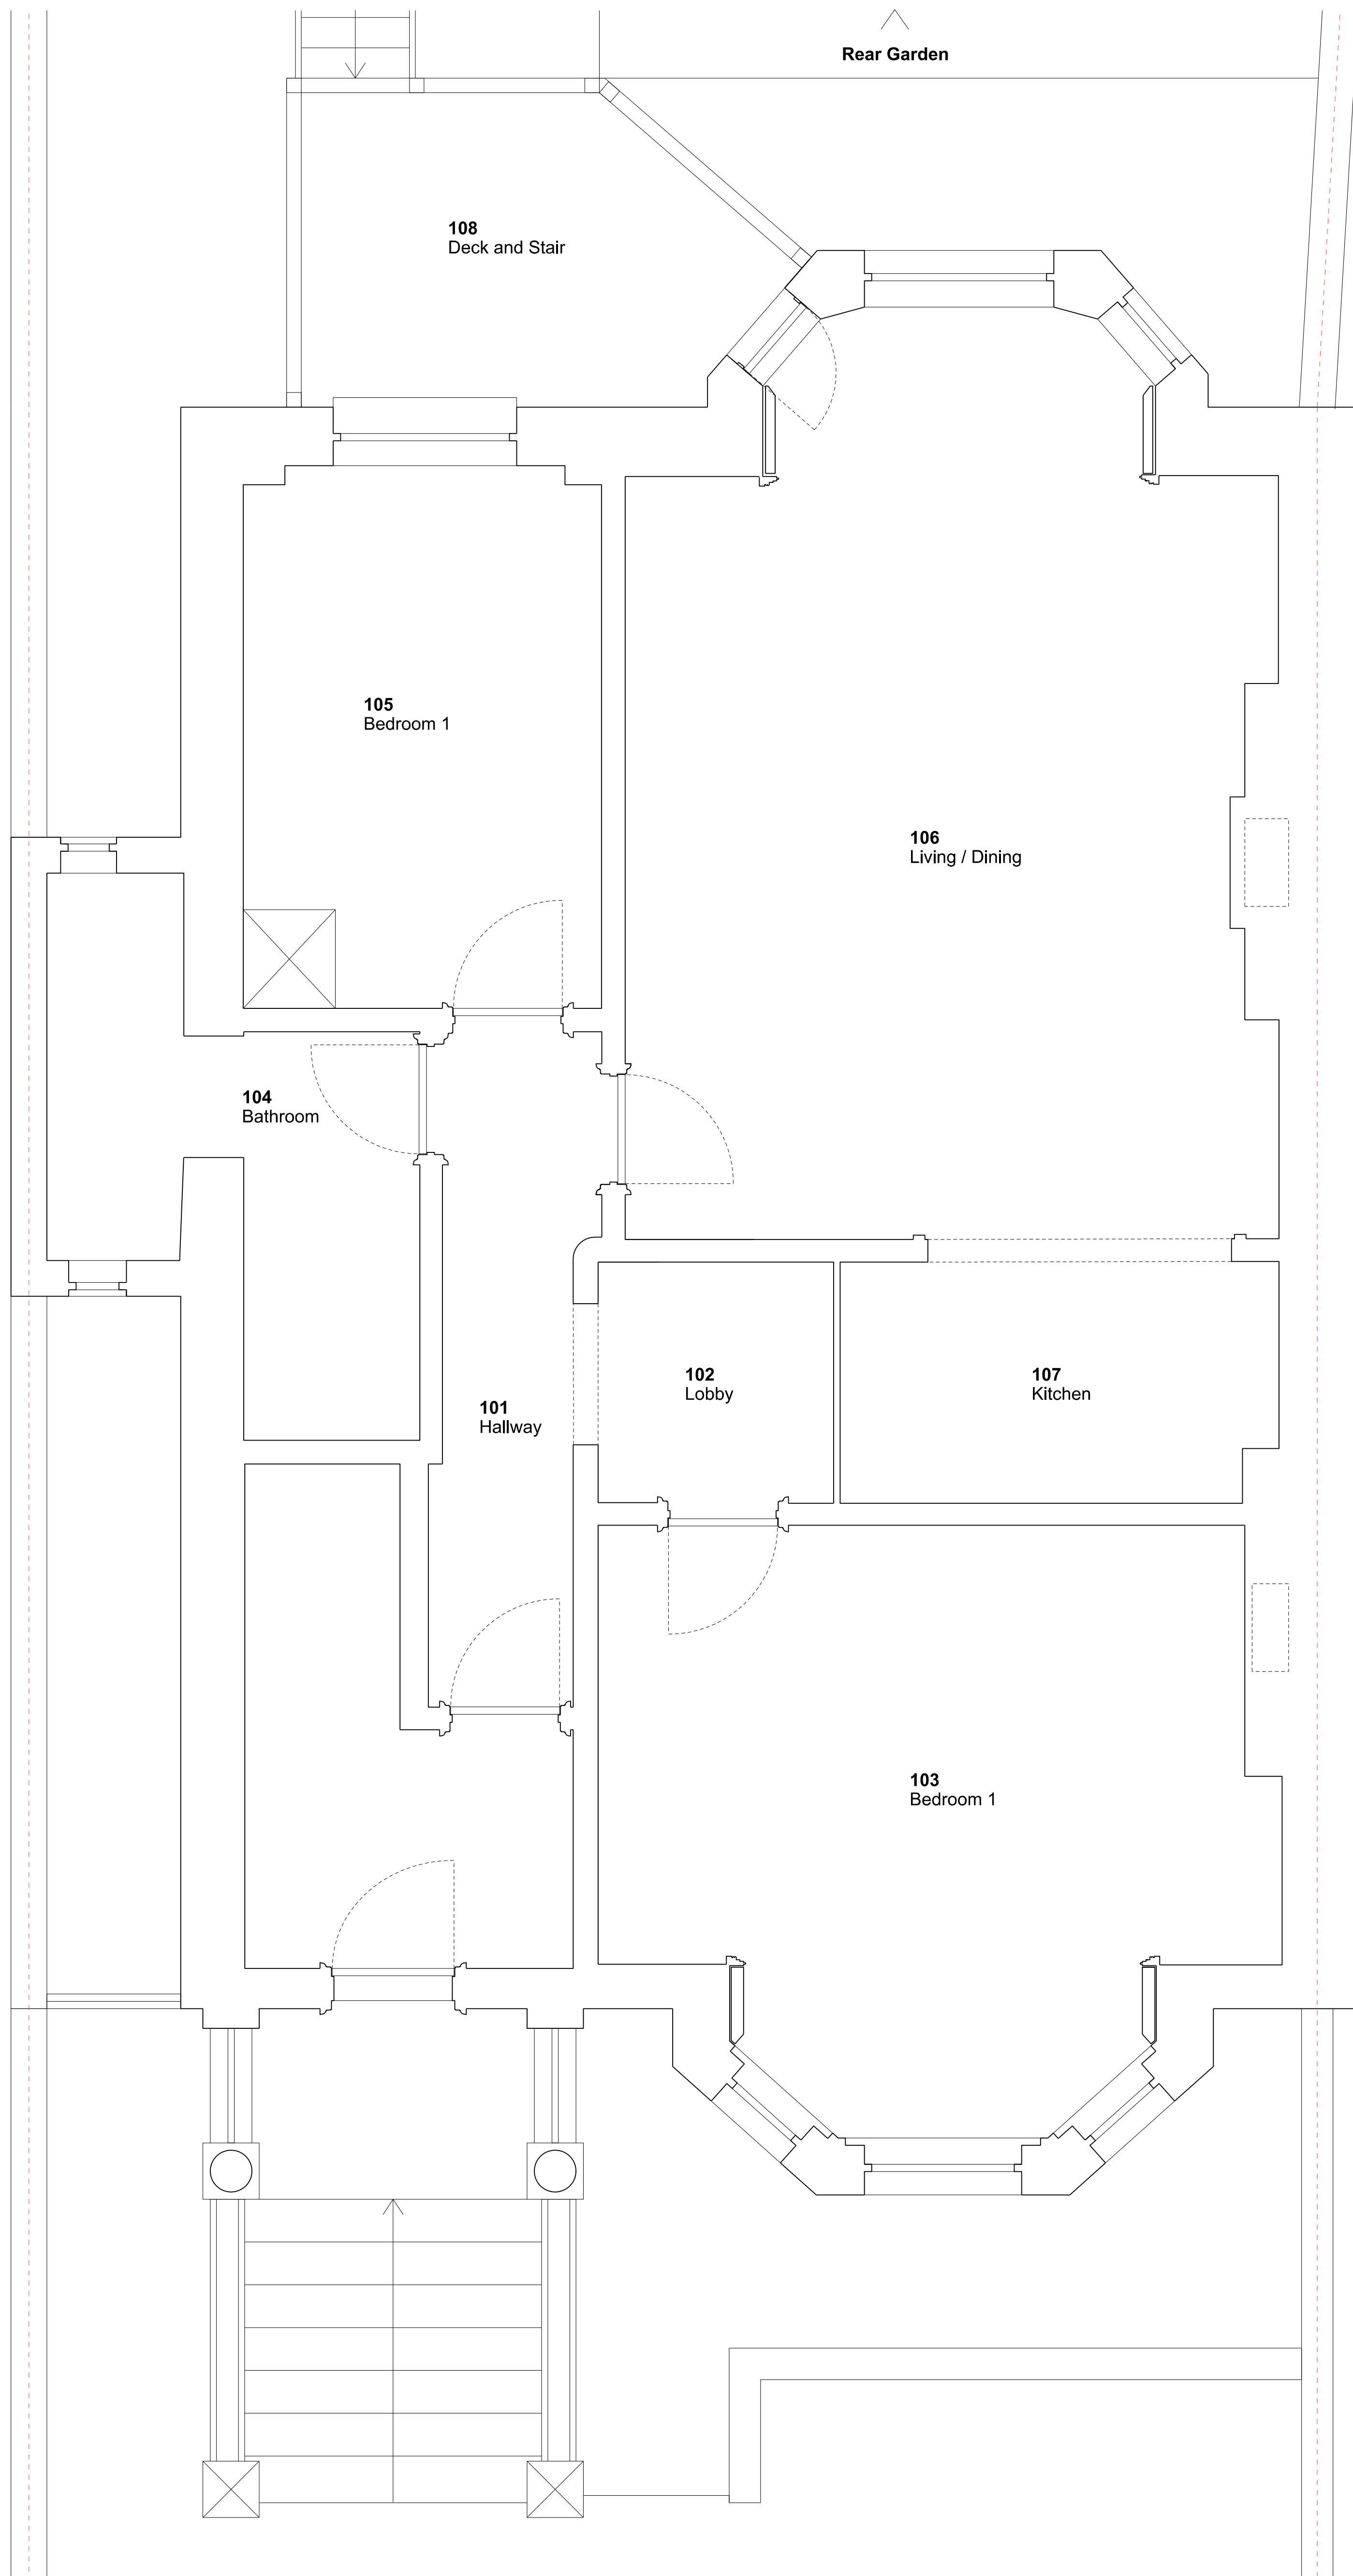 Rear Garden
108
Deck and Stair
105
Bedroom 1
106
Living / Dining
104
Bathroom
102
Lobby
107
Kitchen
101
Hallway
103
Bedroom 1